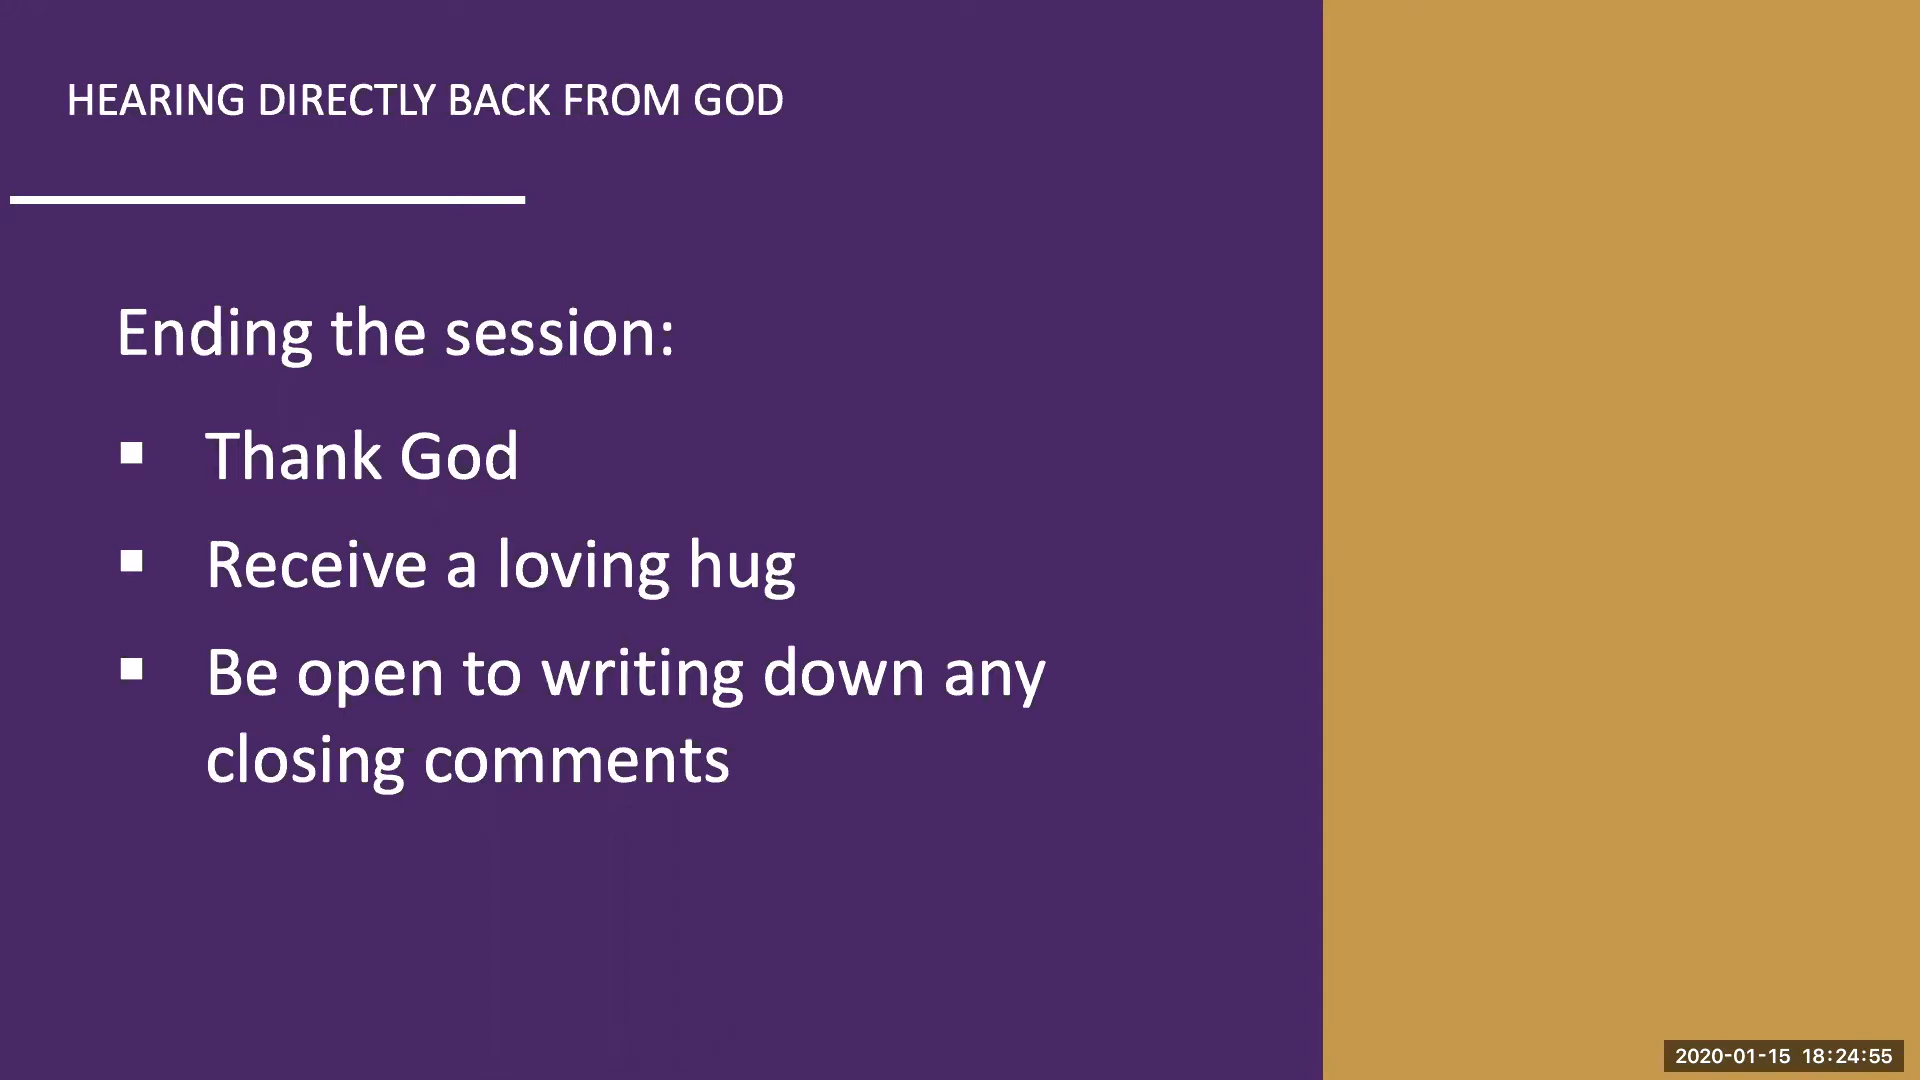 HEARING DIRECTLY BACK FROM GOD
Ending the session:
▪ Thank God
▪ Receive a loving hug
▪ Be open to writing down any
closing comments
2020-01-15 18:24:55